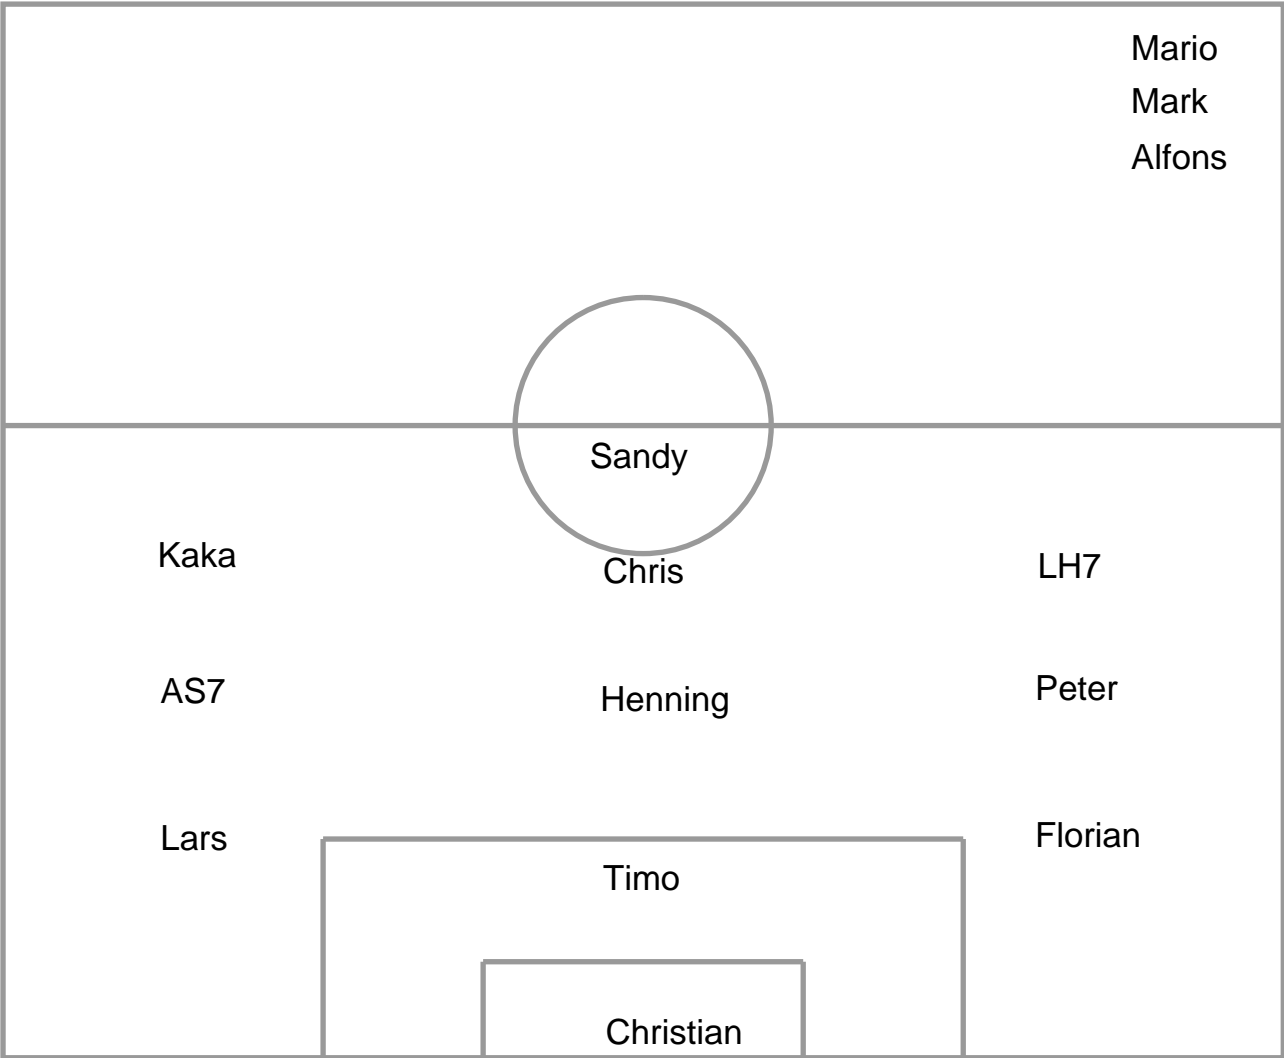 Mario
Mark
Alfons
Sandy
Kaka
Chris
LH7
AS7
Henning
Peter
Lars
Timo
Florian
Christian